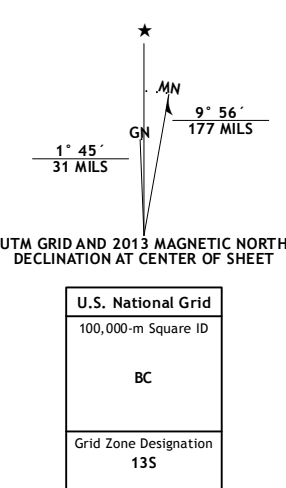 ★
MN
GN
9° 56´
177 MILS
1° 45´
31 MILS
UTM GRID AND 2013 MAGNETIC NORTH
DECLINATION AT CENTER OF SHEET
U.S. National Grid
100,000-m Square ID
BC
Grid Zone Designation
13S